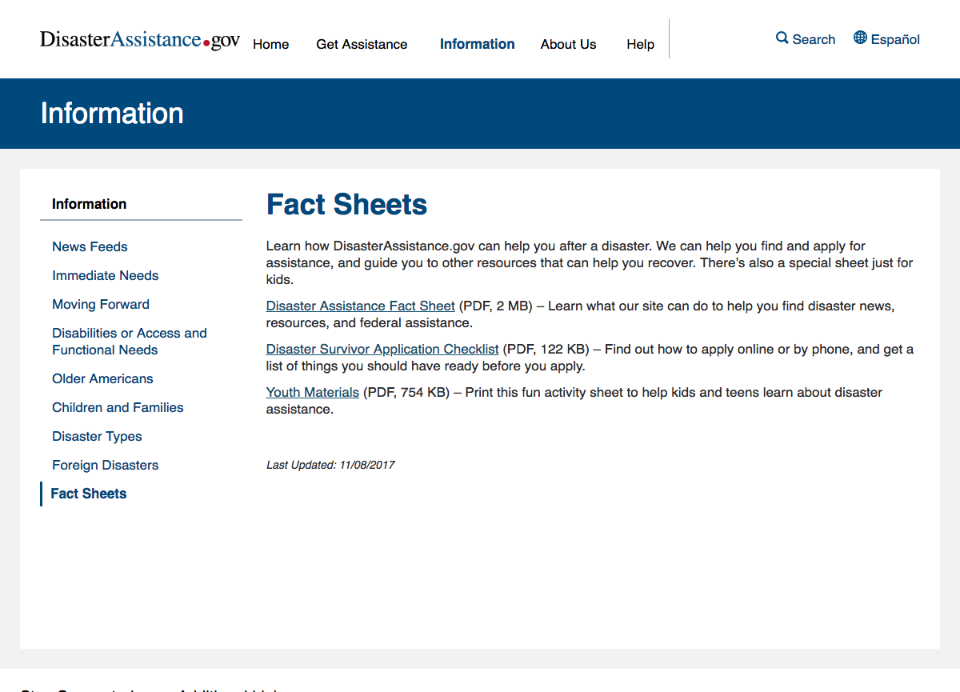 DisasterAssistance.gov Home Get Assistance Information About Us Help Search Español
Information
Information
News Feeds
Immediate Needs
Moving Forward
Disabilities or Access and
Functional Needs
Older Americans
Children and Families
Disaster Types
Foreign Disasters
Fact Sheets
Fact Sheets
Learn how DisasterAssistance.gov can help you after a disaster. We can help you find and apply for
assistance, and guide you to other resources that can help you recover. There's also a special sheet just for
kids.
Disaster Assistance Fact Sheet (PDF, 2 MB) – Learn what our site can do to help you find disaster news,
resources, and federal assistance.
Disaster Survivor Application Checklist (PDF, 122 KB) – Find out how to apply online or by phone, and get a
list of things you should have ready before you apply.
Youth Materials (PDF, 754 KB) – Print this fun activity sheet to help kids and teens learn about disaster
assistance.
Last Updated: 11/08/2017